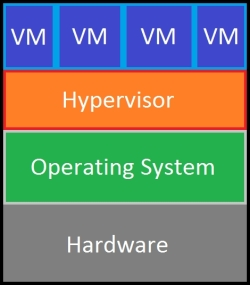 VM VM VM VM
Hypervisor
Operating System
Hardware